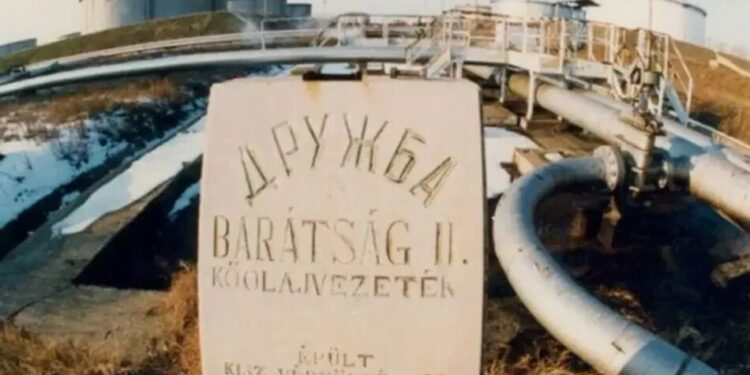 ДРУЖБА
BARÁTSÁG II.
KŐOLAJVEZETÉK
ÉPÜLT